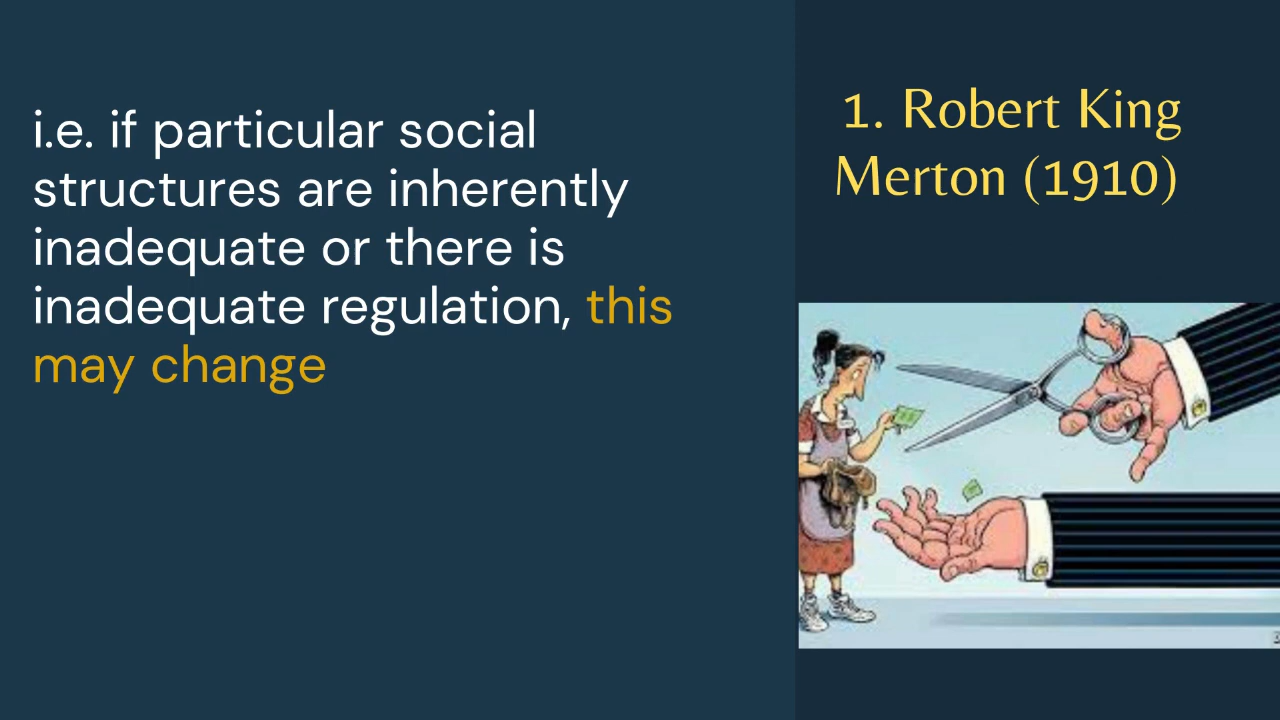 i.e. if particular social
structures are inherently
inadequate or there is
inadequate regulation, this
may change
1. Robert King
Merton (1910)